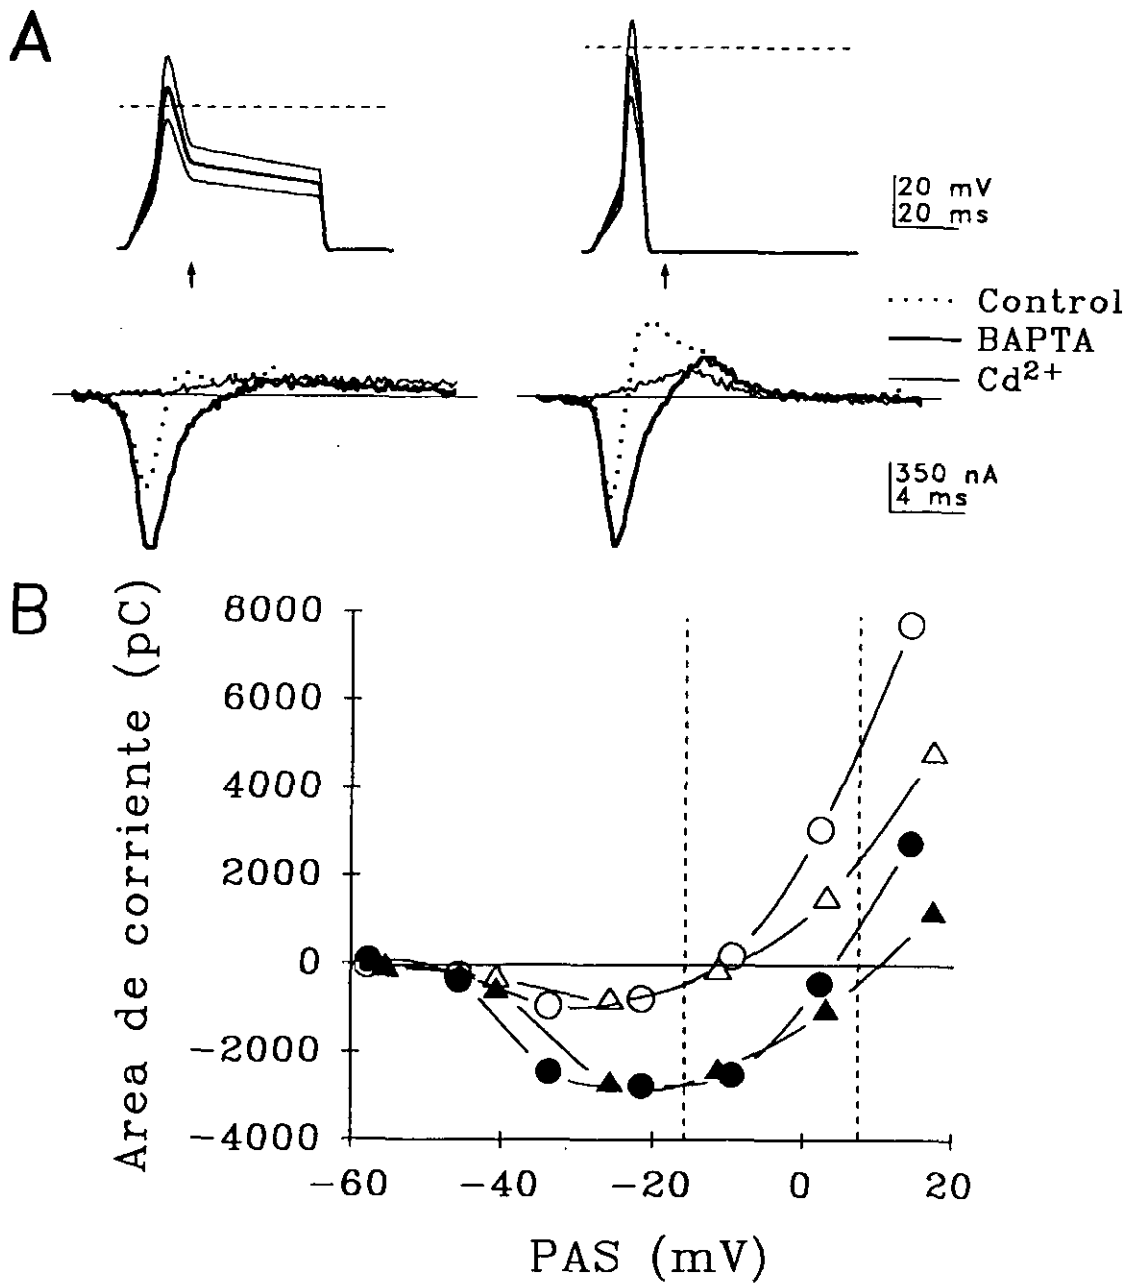 A
20 mV
20 ms
Control
BAPTA
Cd²⁺
350 nA
4 ms
B
Area de corriente (pC)
8000
6000
4000
2000
0
−2000
−4000
−60
−40
−20
0
20
PAS (mV)